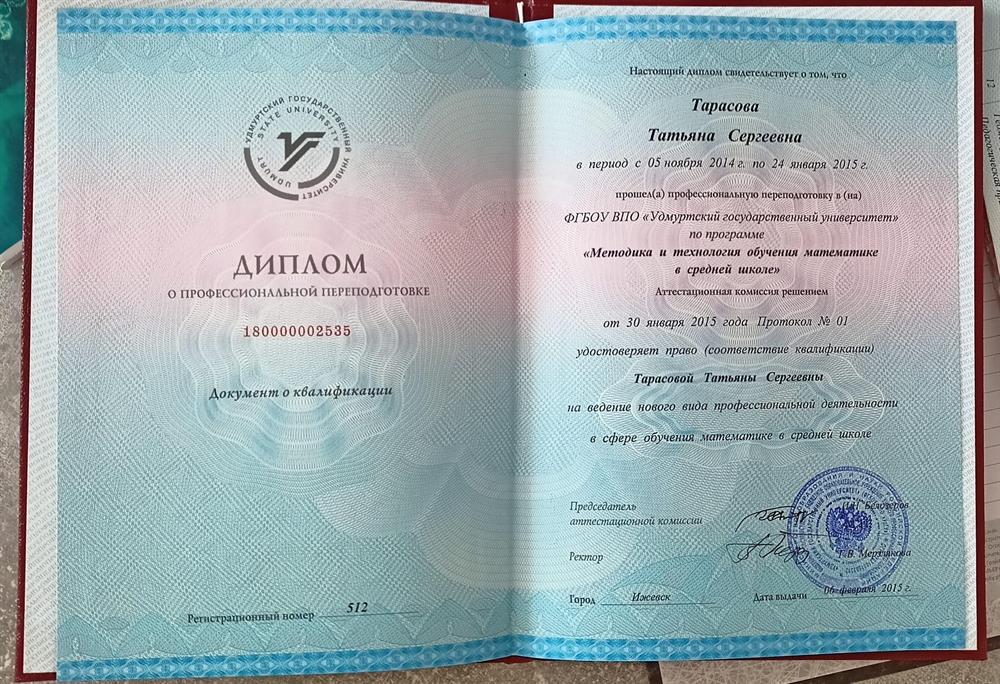 УДМУРТСКИЙ ГОСУДАРСТВЕННЫЙ УНИВЕРСИТЕТ
UDMURT STATE UNIVERSITY
ДИПЛОМ
О ПРОФЕССИОНАЛЬНОЙ ПЕРЕПОДГОТОВКЕ
180000002535
Документ о квалификации
Регистрационный номер 512
Настоящий диплом свидетельствует о том, что
Тарасова
Татьяна Сергеевна
в период с 05 ноября 2014 г. по 24 января 2015 г.
прошел(а) профессиональную переподготовку в (на)
ФГБОУ ВПО «Удмуртский государственный университет»
по программе
«Методика и технология обучения математике
в средней школе»
Аттестационная комиссия решением
от 30 января 2015 года Протокол № 01
удостоверяет право (соответствие квалификации)
Тарасовой Татьяны Сергеевны
на ведение нового вида профессиональной деятельности
в сфере обучения математике в средней школе
Председатель
аттестационной комиссии
Белозеров
Ректор
Г.В. Мерзлякова
Город Ижевск
Дата выдачи 06 февраля 2015 г.
12
Педагогическая